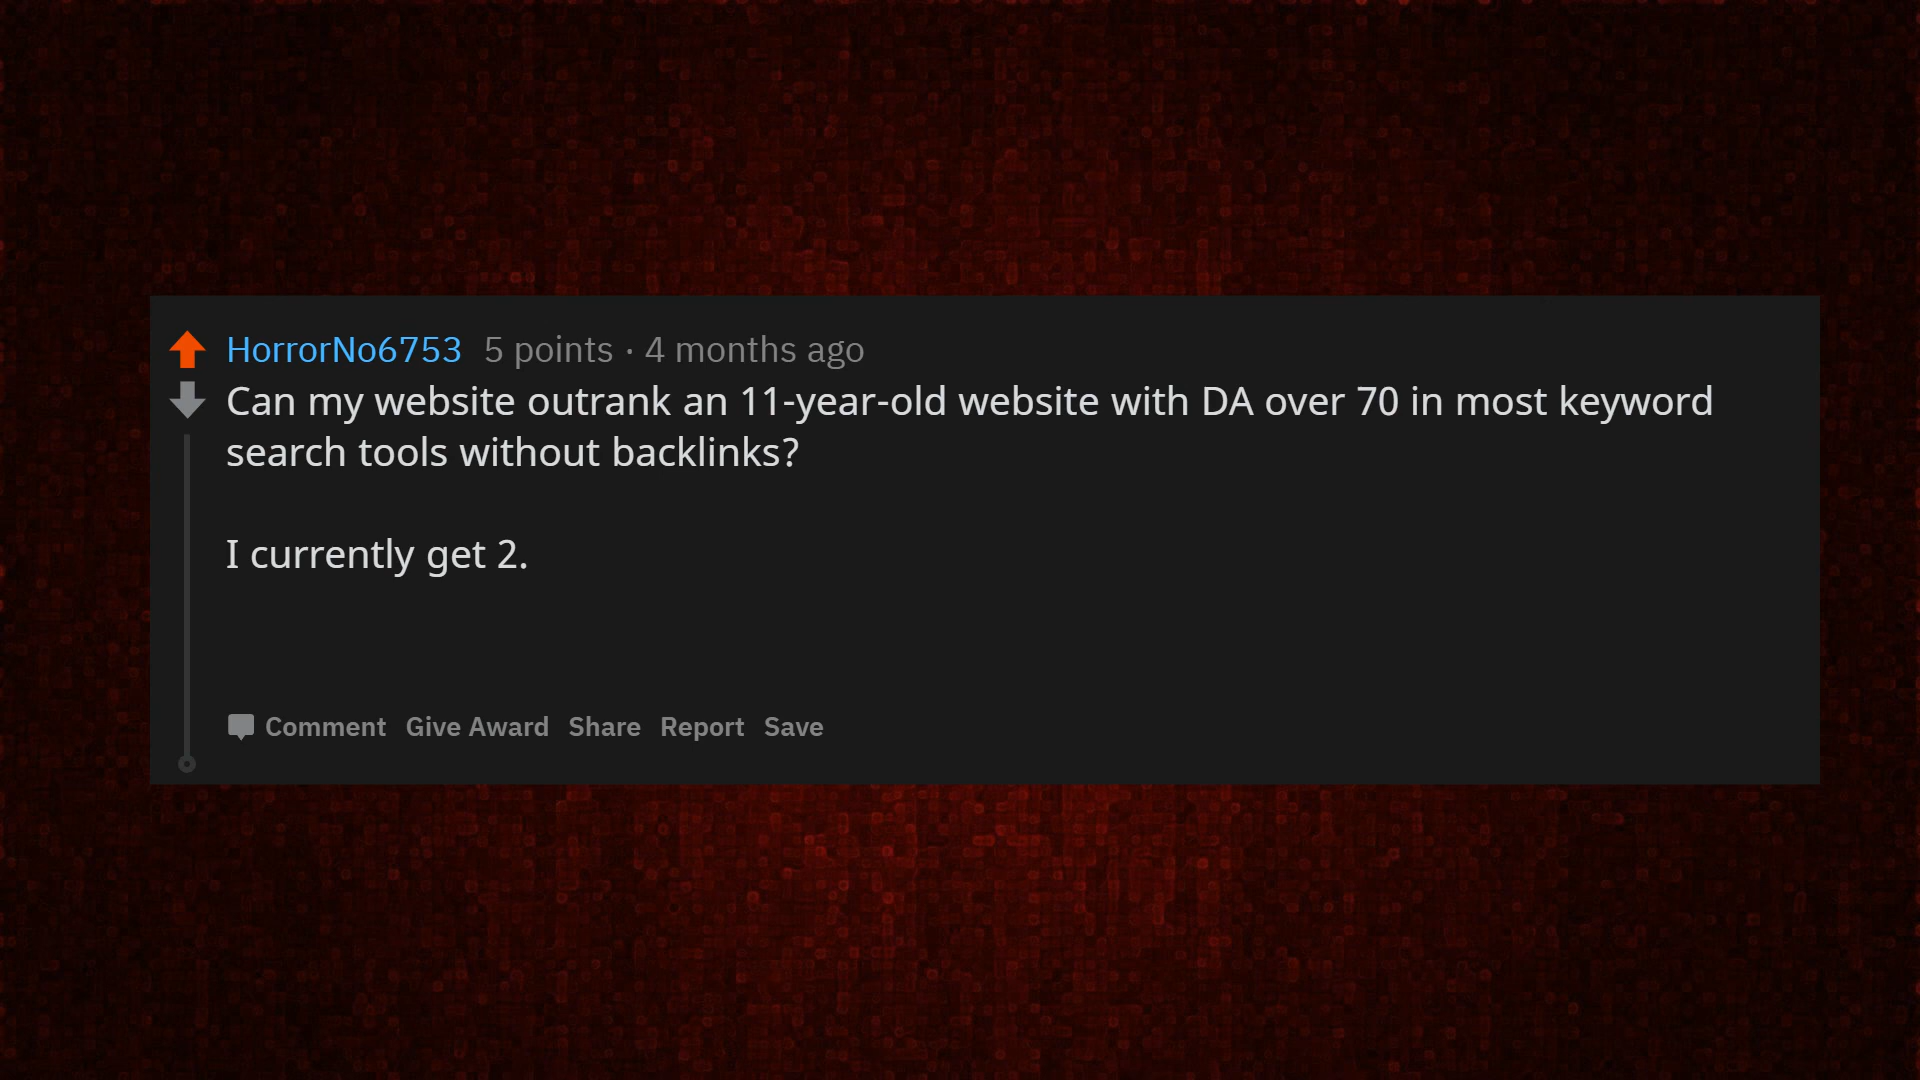 HorrorNo6753 5 points · 4 months ago
Can my website outrank an 11-year-old website with DA over 70 in most keyword
search tools without backlinks?
I currently get 2.
Comment Give Award Share Report Save